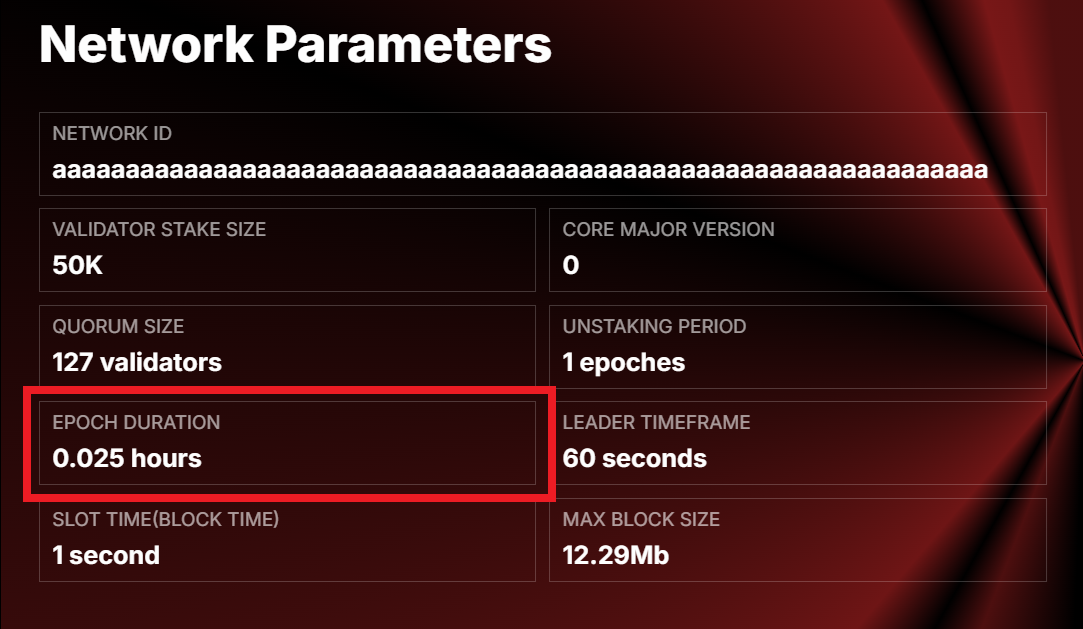 Network Parameters
NETWORK ID
aaaaaaaaaaaaaaaaaaaaaaaaaaaaaaaaaaaaaaaaaaaaaaaaaaaaaaaaaaaaaaaa
VALIDATOR STAKE SIZE
50K
CORE MAJOR VERSION
0
QUORUM SIZE
127 validators
UNSTAKING PERIOD
1 epoches
EPOCH DURATION
0.025 hours
LEADER TIMEFRAME
60 seconds
SLOT TIME(BLOCK TIME)
1 second
MAX BLOCK SIZE
12.29Mb